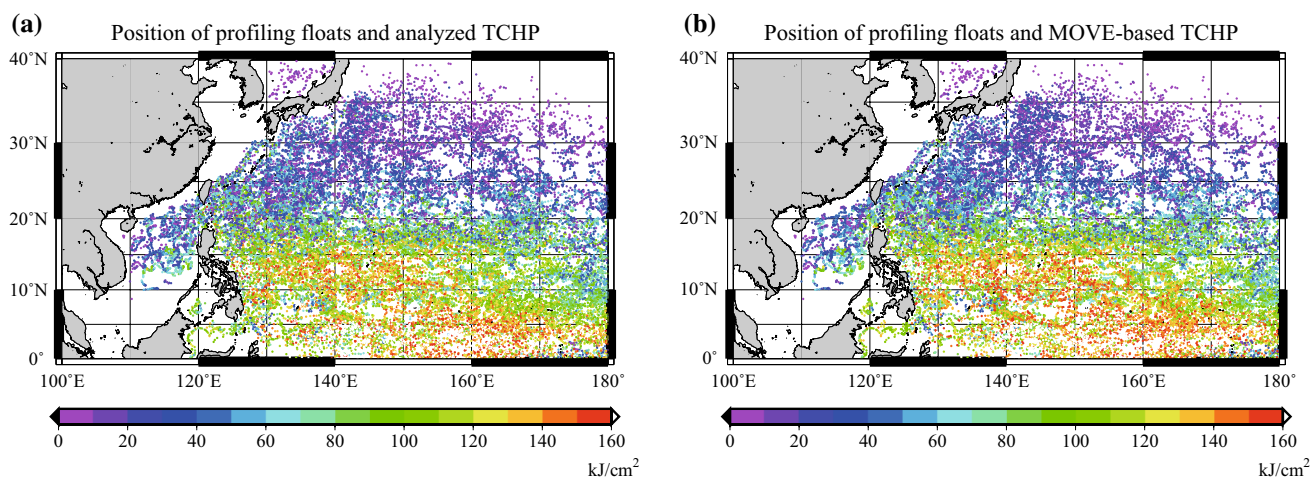 (a)
Position of profiling floats and analyzed TCHP
40°N
30°N
20°N
10°N
0°
100°E 120°E 140°E 160°E 180°
0 20 40 60 80 100 120 140 160
kJ/cm²
(b)
Position of profiling floats and MOVE-based TCHP
40°N
30°N
20°N
10°N
0°
100°E 120°E 140°E 160°E 180°
0 20 40 60 80 100 120 140 160
kJ/cm²